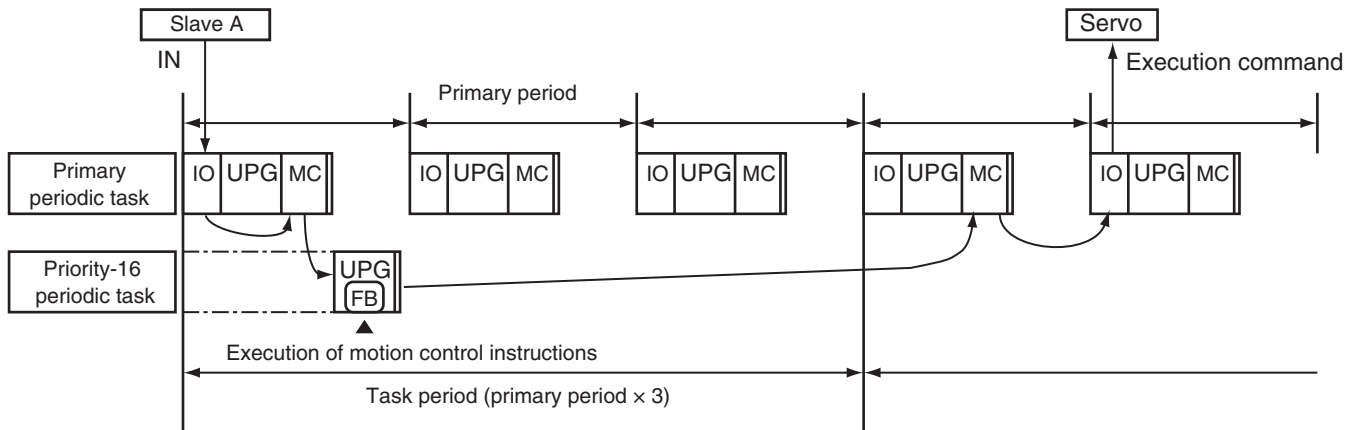 Slave A
Servo
IN
Execution command
Primary period
Primary
periodic task
IO UPG MC
IO UPG MC
IO UPG MC
IO UPG MC
IO UPG MC
Priority-16
periodic task
UPG
FB
Execution of motion control instructions
Task period (primary period × 3)